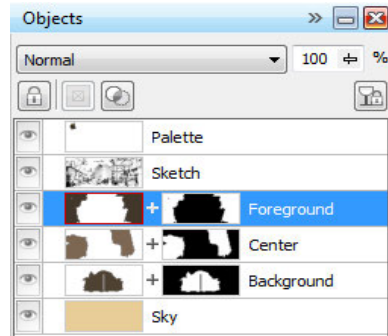 Objects
Normal 100 %
Palette
Sketch
Foreground
Center
Background
Sky